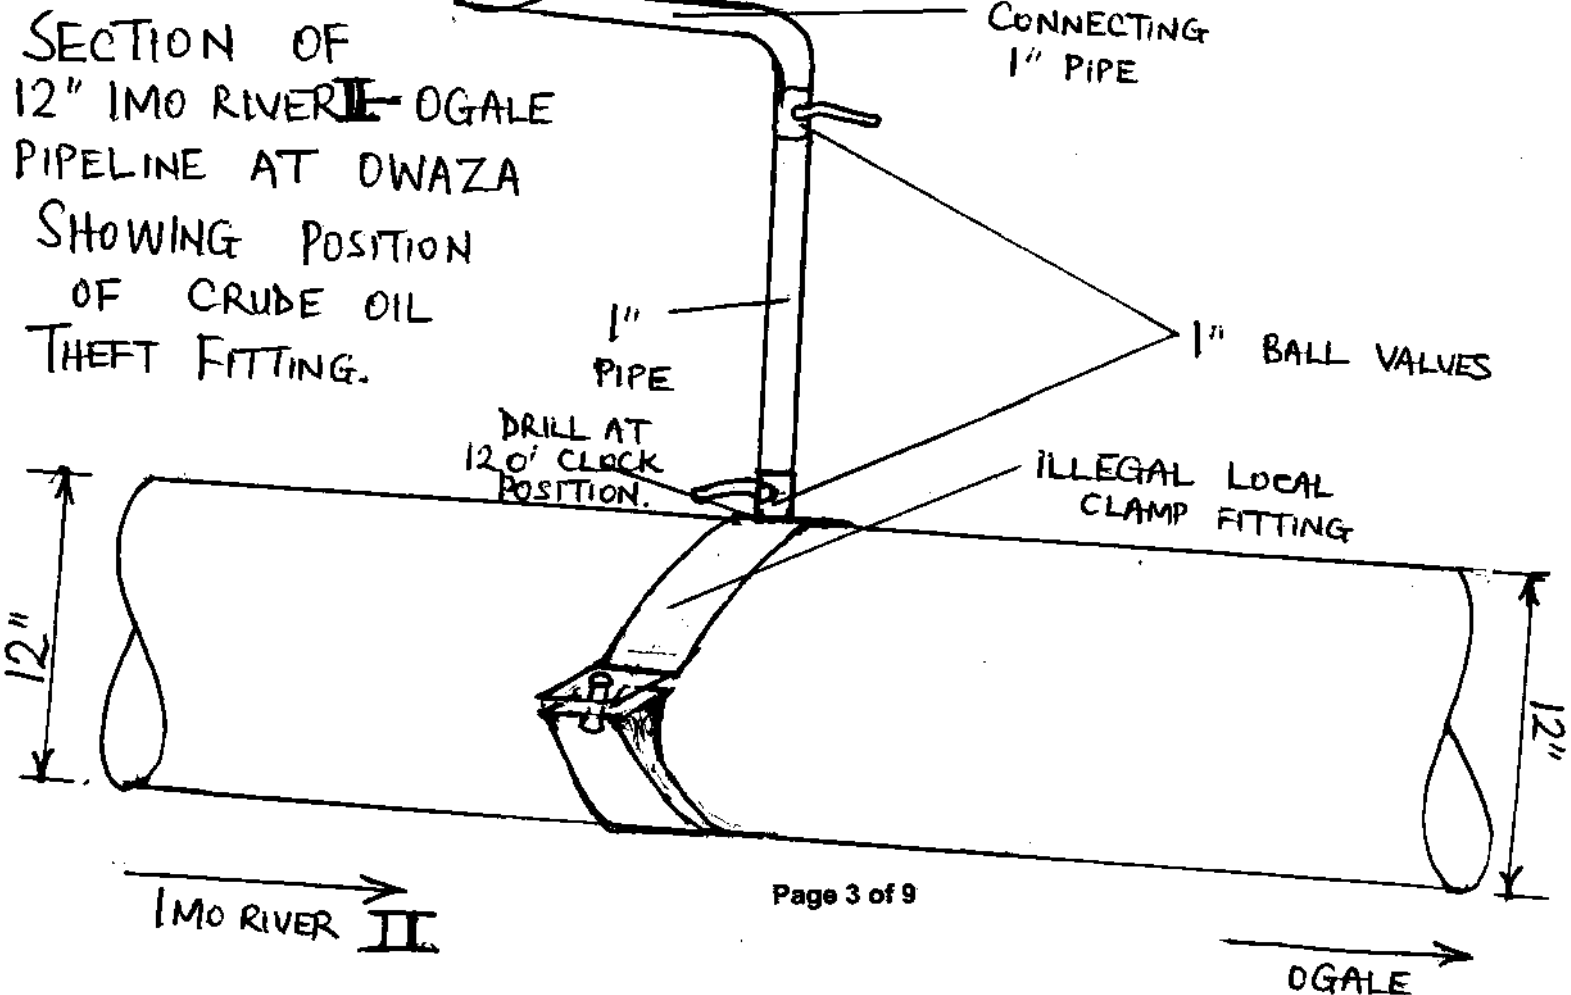 SECTION OF
12" IMO RIVER II - OGALE
PIPELINE AT OWAZA
SHOWING POSITION
OF CRUDE OIL
THEFT FITTING.
CONNECTING
1" PIPE
1"
PIPE
1" BALL VALVES
DRILL AT
12 O' CLOCK
POSITION.
ILLEGAL LOCAL
CLAMP FITTING
12"
12"
Page 3 of 9
IMO RIVER II
OGALE